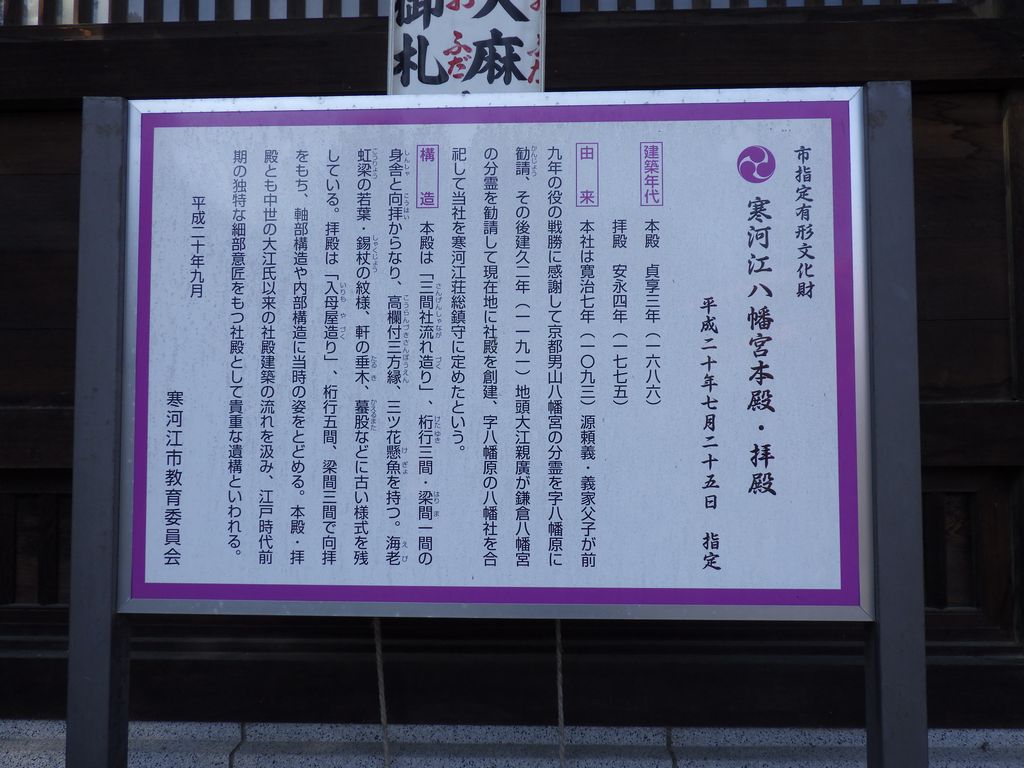 大麻
おふだ
御札
おふだ
市指定有形文化財
寒河江八幡宮本殿・拝殿
平成二十年七月二十五日 指定
建築年代
本殿 貞享三年（一六八六）
拝殿 安永四年（一七七五）
由来
本社は寛治七年（一〇九三）源頼義・義家父子が前
九年の役の戦勝に感謝して京都男山八幡宮の分霊を字八幡原に
勧請、その後建久二年（一一九一）地頭大江親廣が鎌倉八幡宮
の分霊を勧請して現在地に社殿を創建、字八幡原の八幡社を合
祀して当社を寒河江荘総鎮守に定めたという。
構造
本殿は「三間社流れ造り」、桁行三間・梁間一間の
身舎と向拝からなり、高欄付三方縁、三ツ花懸魚を持つ。海老
虹梁の若葉・錫杖の紋様、軒の垂木、蟇股などに古い様式を残
している。拝殿は「入母屋造り」、桁行五間、梁間三間で向拝
をもち、軸部構造や内部構造に当時の姿をとどめる。本殿・拝
殿とも中世の大江氏以来の社殿建築の流れを汲み、江戸時代前
期の独特な細部意匠をもつ社殿として貴重な遺構といわれる。
平成二十年九月
寒河江市教育委員会